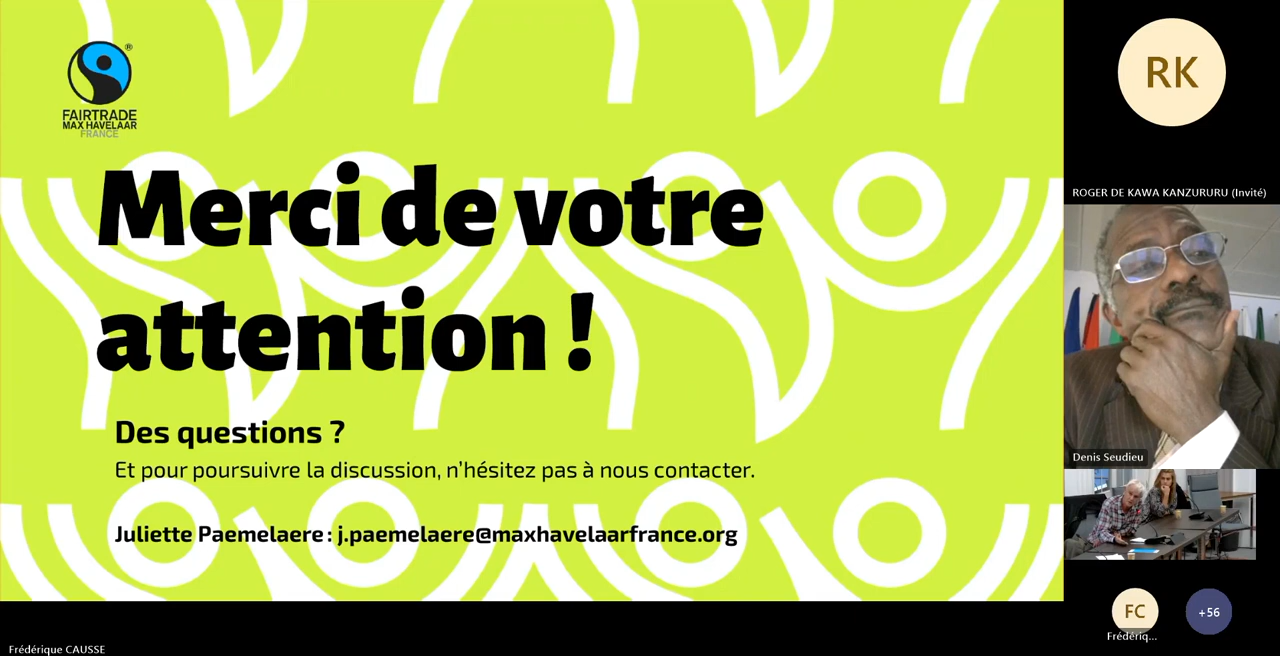 ®
FAIRTRADE
MAX HAVELAAR
FRANCE
Merci de votre
attention !
Des questions ?
Et pour poursuivre la discussion, n'hésitez pas à nous contacter.
Juliette Paemelaere : j.paemelaere@maxhavelaarfrance.org
Frédérique CAUSSE
RK
ROGER DE KAWA KANZURURU (Invité)
Denis Seudieu
FC
Frédériq...
+56